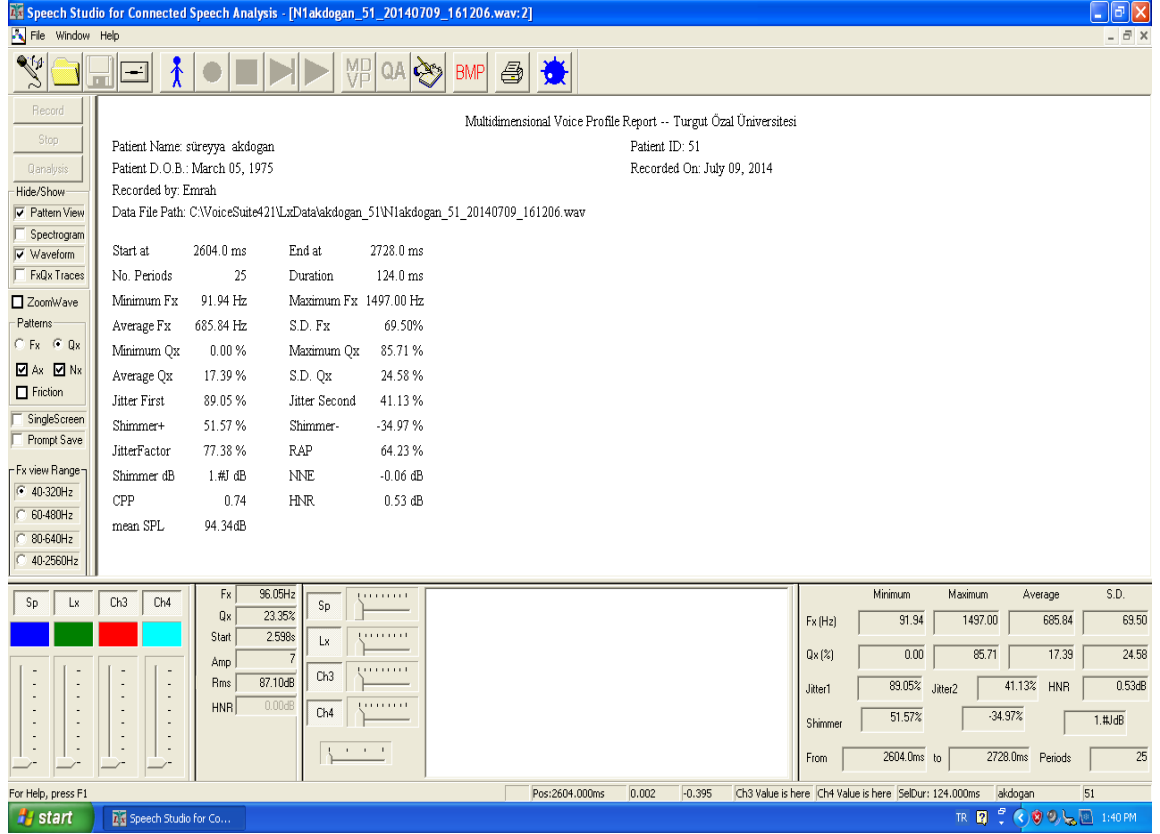 Speech Studio for Connected Speech Analysis - [N1akdogan_51_20140709_161206.wav:2]
File Window Help
MD VP QA BMP
Record
Stop
Qanalysis
Hide/Show
Pattern View
Spectrogram
Waveform
FxQx Traces
ZoomWave
Patterns
Fx Qx
Ax Nx
Friction
SingleScreen
Prompt Save
Fx view Range
40-320Hz
60-480Hz
80-640Hz
40-2560Hz
Multidimensional Voice Profile Report -- Turgut Özal Üniversitesi
Patient Name: süreyya akdogan Patient ID: 51
Patient D.O.B.: March 05, 1975 Recorded On: July 09, 2014
Recorded by: Emrah
Data File Path: C:\VoiceSuite421\LxData\akdogan_51\N1akdogan_51_20140709_161206.wav
Start at 2604.0 ms End at 2728.0 ms
No. Periods 25 Duration 124.0 ms
Minimum Fx 91.94 Hz Maximum Fx 1497.00 Hz
Average Fx 685.84 Hz S.D. Fx 69.50%
Minimum Qx 0.00 % Maximum Qx 85.71 %
Average Qx 17.39 % S.D. Qx 24.58 %
Jitter First 89.05 % Jitter Second 41.13 %
Shimmer+ 51.57 % Shimmer- -34.97 %
JitterFactor 77.38 % RAP 64.23 %
Shimmer dB 1.#J dB NNE -0.06 dB
CPP 0.74 HNR 0.53 dB
mean SPL 94.34dB
Sp Lx Ch3 Ch4
Fx 96.05Hz
Qx 23.35%
Start 2.598s
Amp 7
Rms 87.10dB
HNR 0.00dB
Sp
Lx
Ch3
Ch4
Minimum Maximum Average S.D.
Fx (Hz) 91.94 1497.00 685.84 69.50
Qx (%) 0.00 85.71 17.39 24.58
Jitter1 89.05% Jitter2 41.13% HNR 0.53dB
Shimmer 51.57% -34.97% 1.#JdB
From 2604.0ms to 2728.0ms Periods 25
For Help, press F1 Pos:2604.000ms 0.002 -0.395 Ch3 Value is here Ch4 Value is here SelDur: 124.000ms akdogan 51
start Speech Studio for Co... TR 1:40 PM